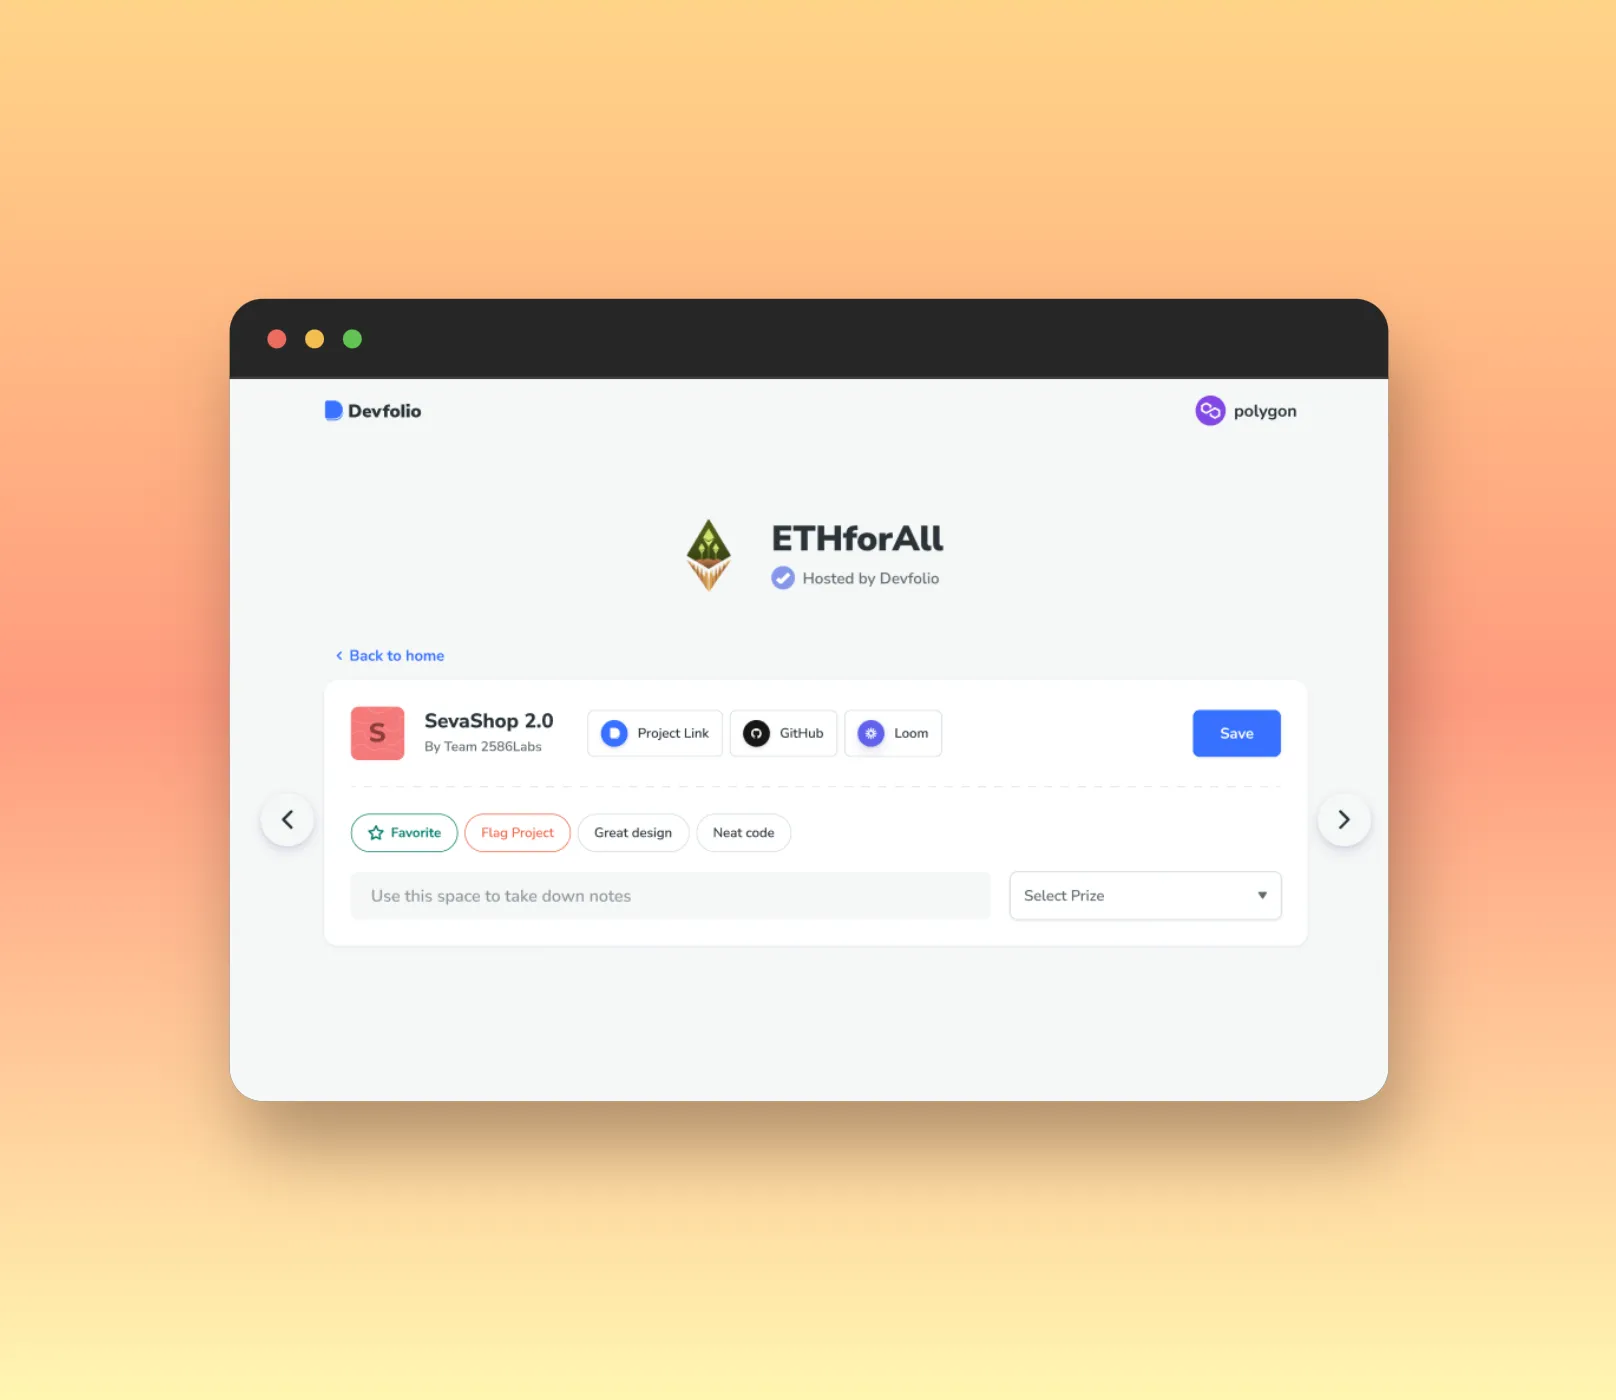 Devfolio
polygon
ETHforAll
Hosted by Devfolio
Back to home
S
SevaShop 2.0
By Team 2586Labs
Project Link
GitHub
Loom
Save
Favorite
Flag Project
Great design
Neat code
Use this space to take down notes
Select Prize